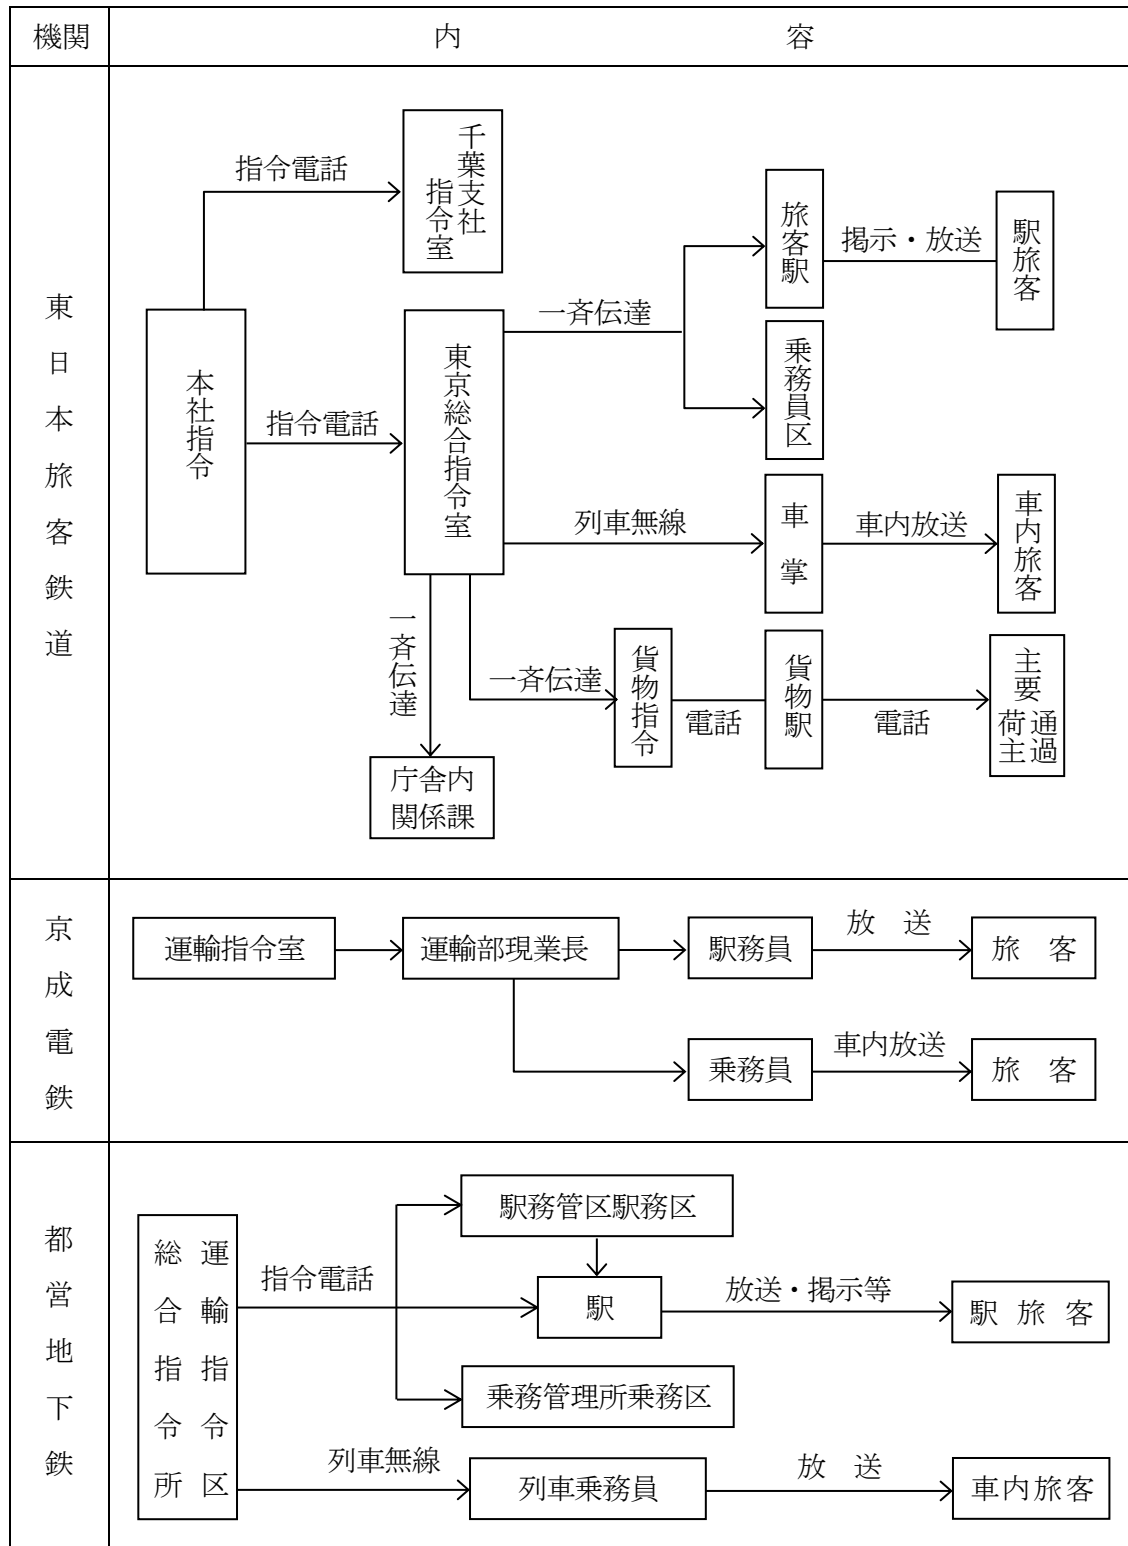 機関
内 容
東日本旅客鉄道
千葉支社
指令室
指令電話
本社指令
指令電話
東京総合指令室
一斉伝達
旅客駅
掲示・放送
駅旅客
乗務員区
列車無線
車掌
車内放送
車内旅客
一斉伝達
庁舎内
関係課
一斉伝達
貨物指令
電話
貨物駅
電話
主要
通過
荷主
京成電鉄
運輸指令室
運輸部現業長
駅務員
放 送
旅 客
乗務員
車内放送
旅 客
都営地下鉄
運輸指令区
総合指令所
指令電話
駅務管区駅務区
駅
放送・掲示等
駅 旅 客
乗務管理所乗務区
列車無線
列車乗務員
放 送
車内旅客